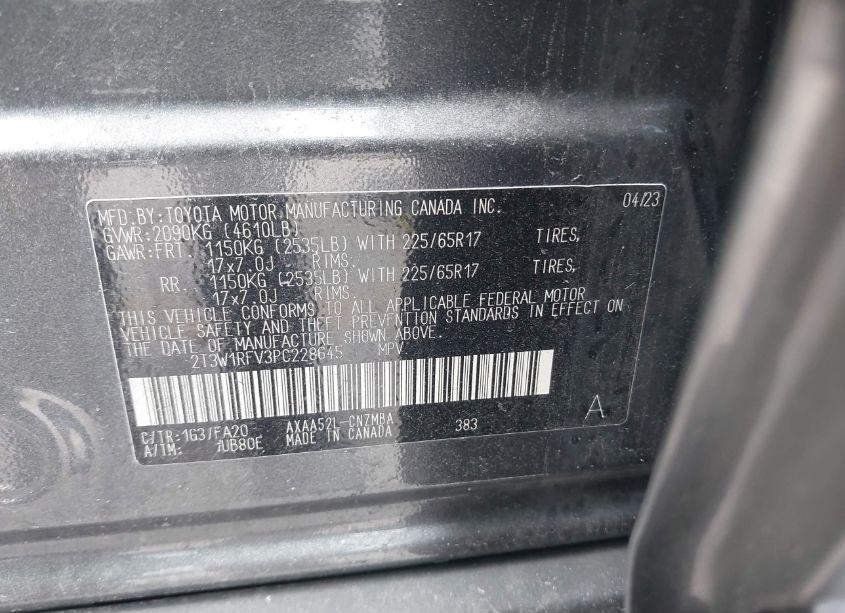 MFD.BY:TOYOTA MOTOR MANUFACTURING CANADA INC. 04/23
GVWR:2090KG (4610LB)
GAWR:FRT. 1150KG (2535LB) WITH 225/65R17 TIRES,
17x7.0J RIMS.
RR. 1150KG (2535LB) WITH 225/65R17 TIRES,
17x7.0J RIMS.
THIS VEHICLE CONFORMS TO ALL APPLICABLE FEDERAL MOTOR
VEHICLE SAFETY AND THEFT PREVENTION STANDARDS IN EFFECT ON
THE DATE OF MANUFACTURE SHOWN ABOVE.
2T3W1RFV3PC228645 MPV
C/TR:1G3/FA20 AXAA52L-CNZMBA 383 A
A/TM: /UB80E MADE IN CANADA